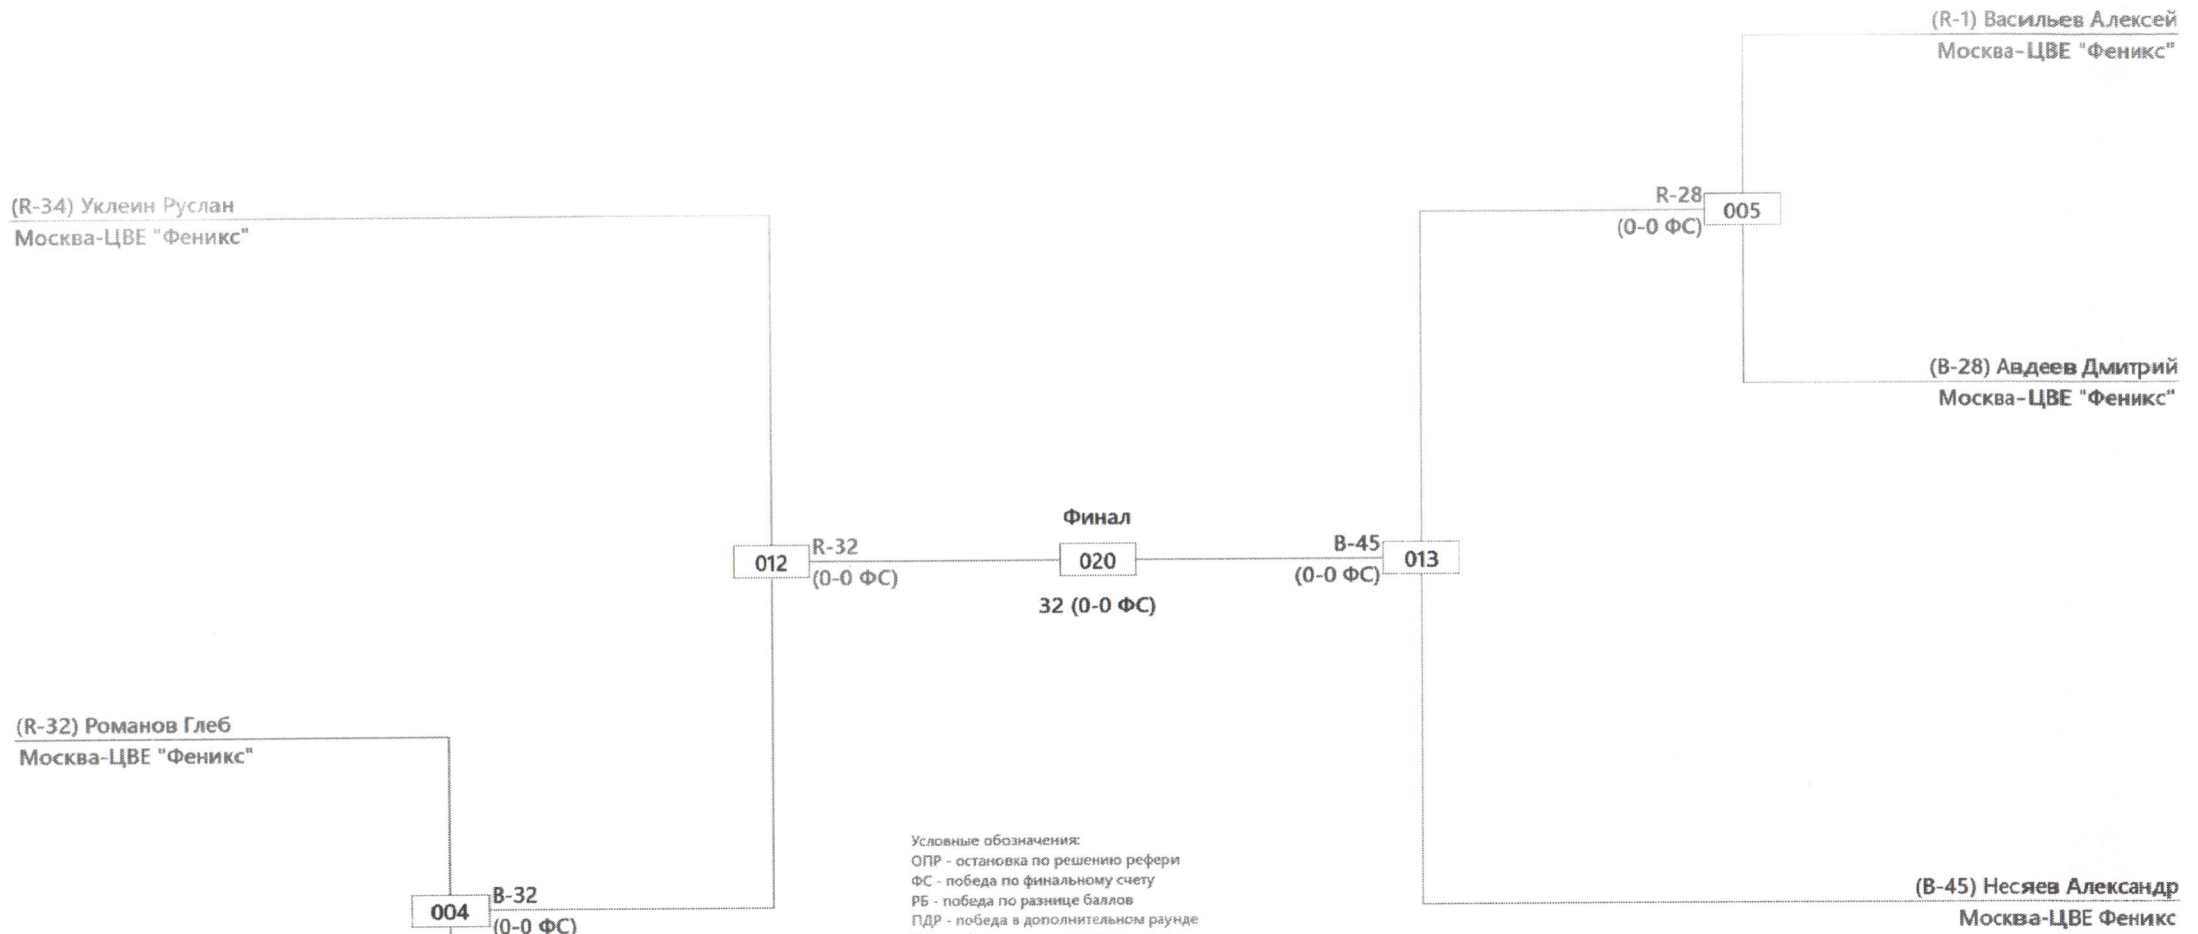 (R-1) Васильев Алексей
Москва-ЦВЕ "Феникс"
(R-34) Уклеин Руслан
Москва-ЦВЕ "Феникс"
R-28
(0-0 ФС)
005
(B-28) Авдеев Дмитрий
Москва-ЦВЕ "Феникс"
Финал
012
R-32
(0-0 ФС)
020
B-45
(0-0 ФС)
013
32 (0-0 ФС)
(R-32) Романов Глеб
Москва-ЦВЕ "Феникс"
Условные обозначения:
ОПР - остановка по решению рефери
ФС - победа по финальному счету
РБ - победа по разнице баллов
ПДР - победа в дополнительном раунде
004
B-32
(0-0 ФС)
(B-45) Несяев Александр
Москва-ЦВЕ Феникс